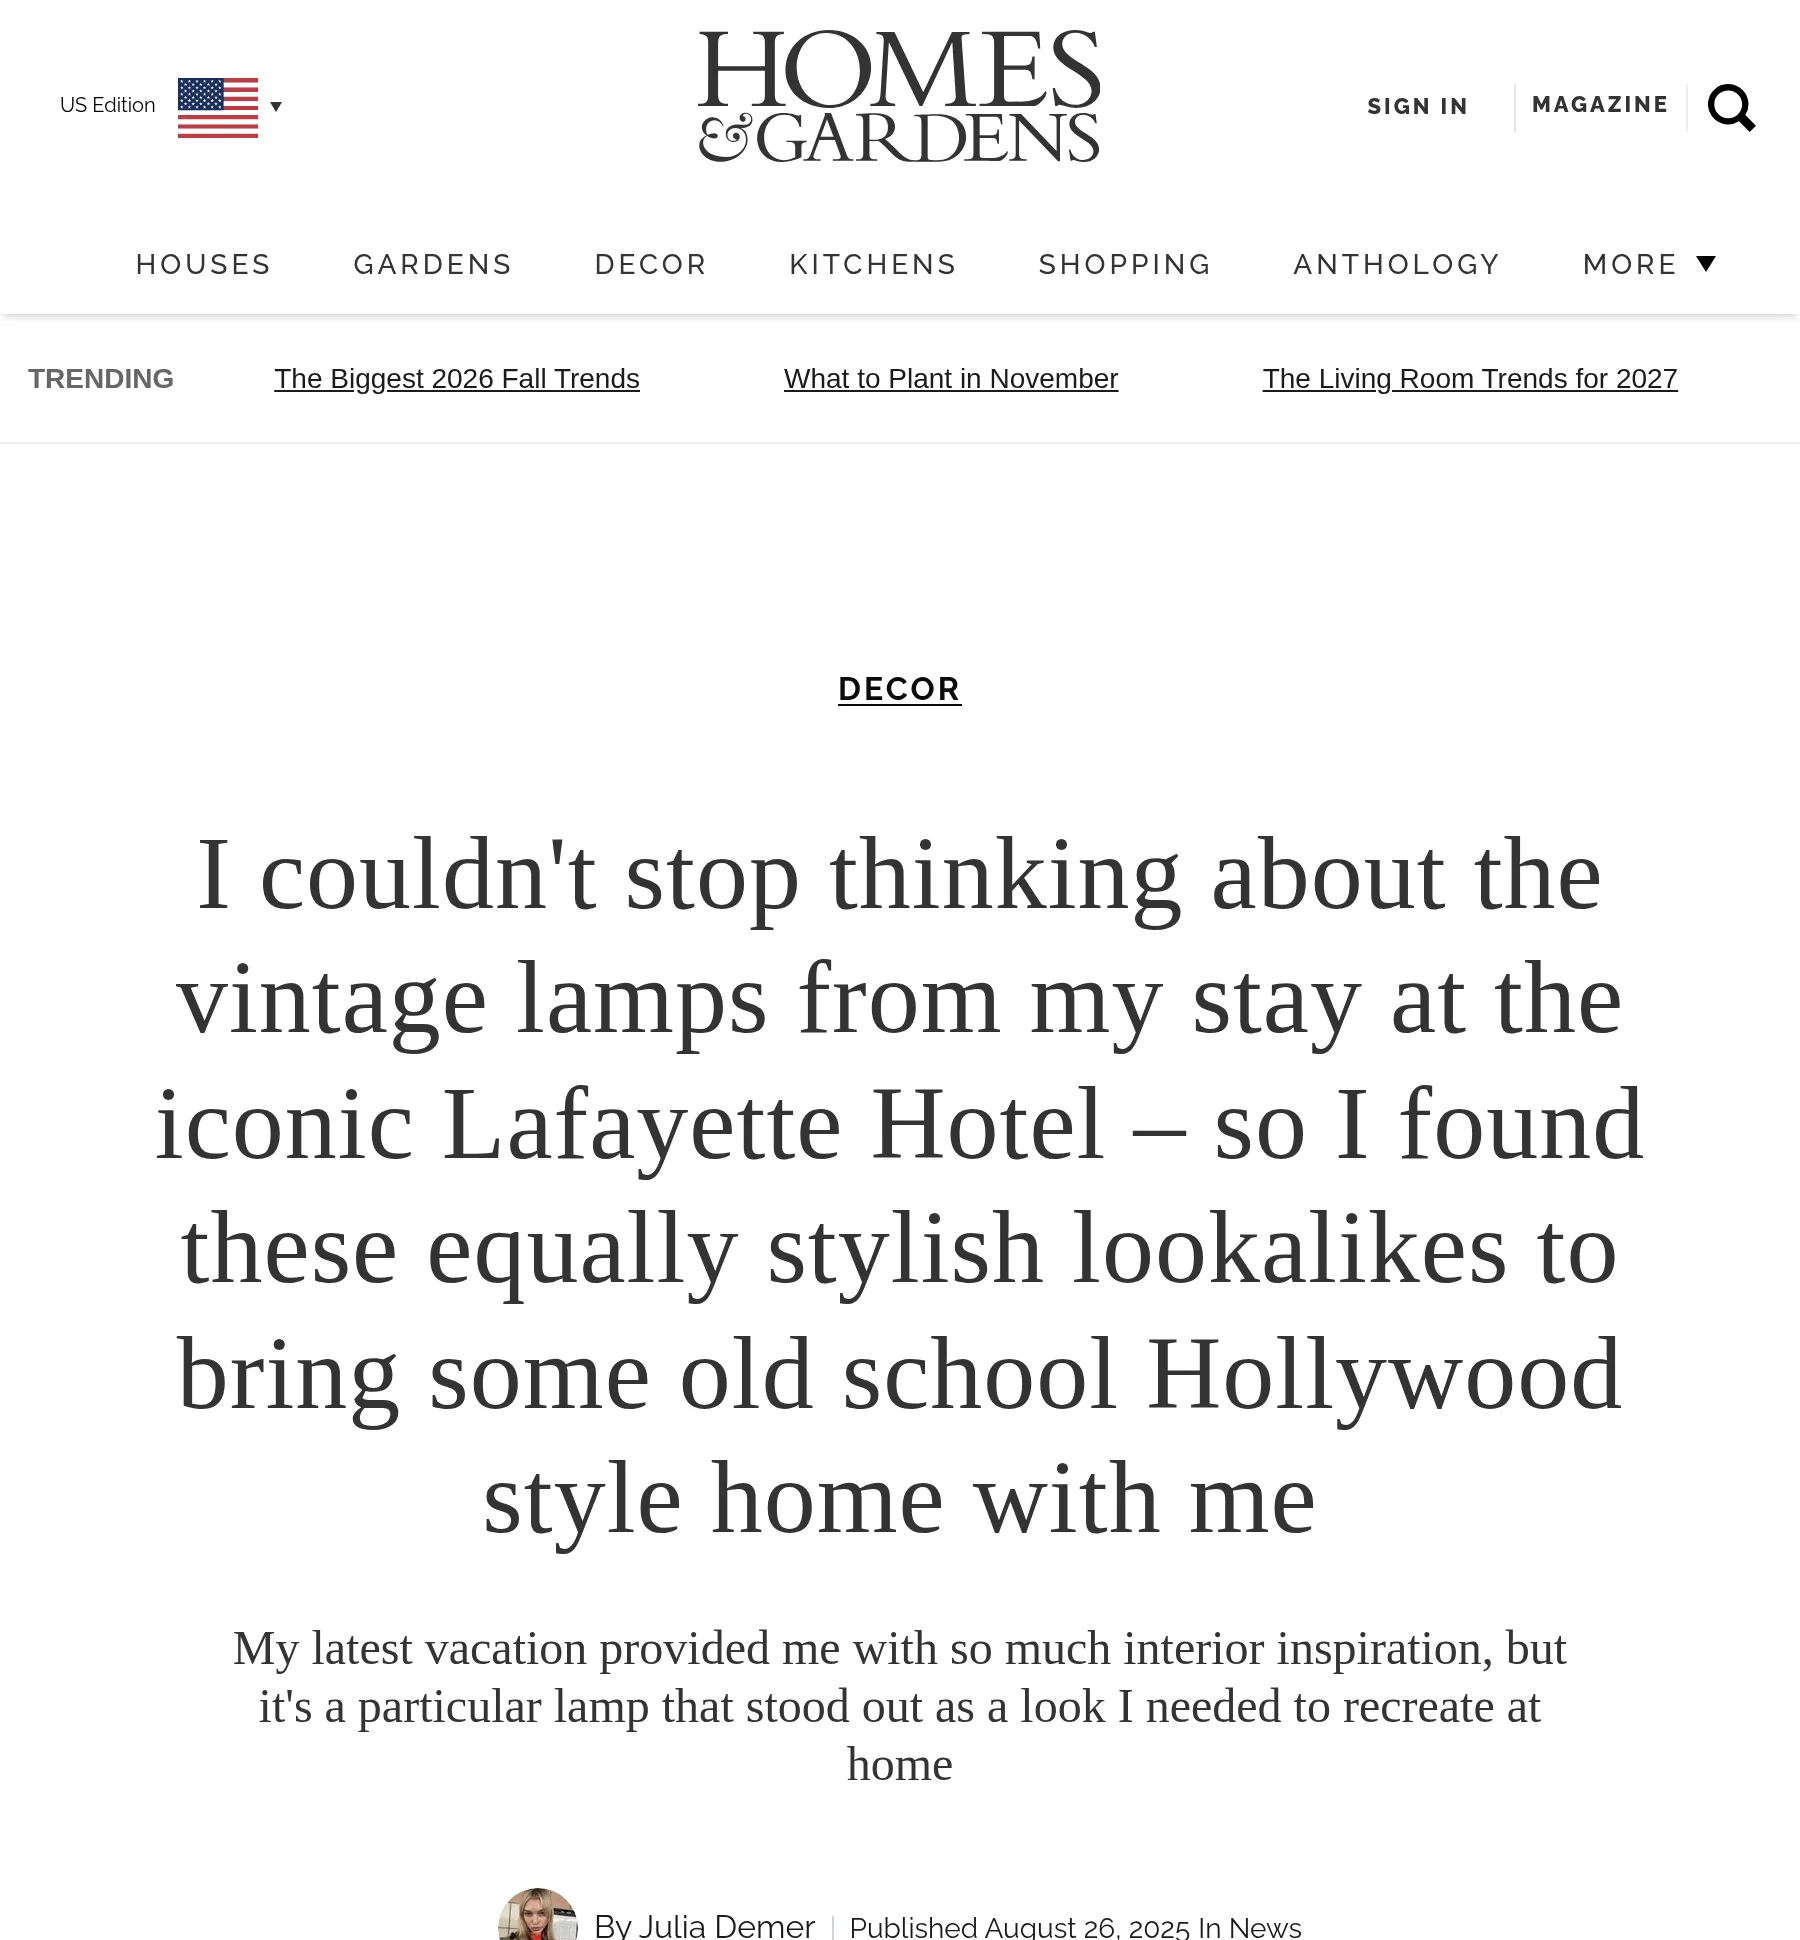 US Edition
HOMES
&GARDENS
SIGN IN
MAGAZINE
HOUSES
GARDENS
DECOR
KITCHENS
SHOPPING
ANTHOLOGY
MORE
TRENDING
The Biggest 2026 Fall Trends
What to Plant in November
The Living Room Trends for 2027
DECOR
I couldn't stop thinking about the
vintage lamps from my stay at the
iconic Lafayette Hotel – so I found
these equally stylish lookalikes to
bring some old school Hollywood
style home with me
My latest vacation provided me with so much interior inspiration, but
it's a particular lamp that stood out as a look I needed to recreate at
home
By Julia Demer
Published August 26, 2025 In News